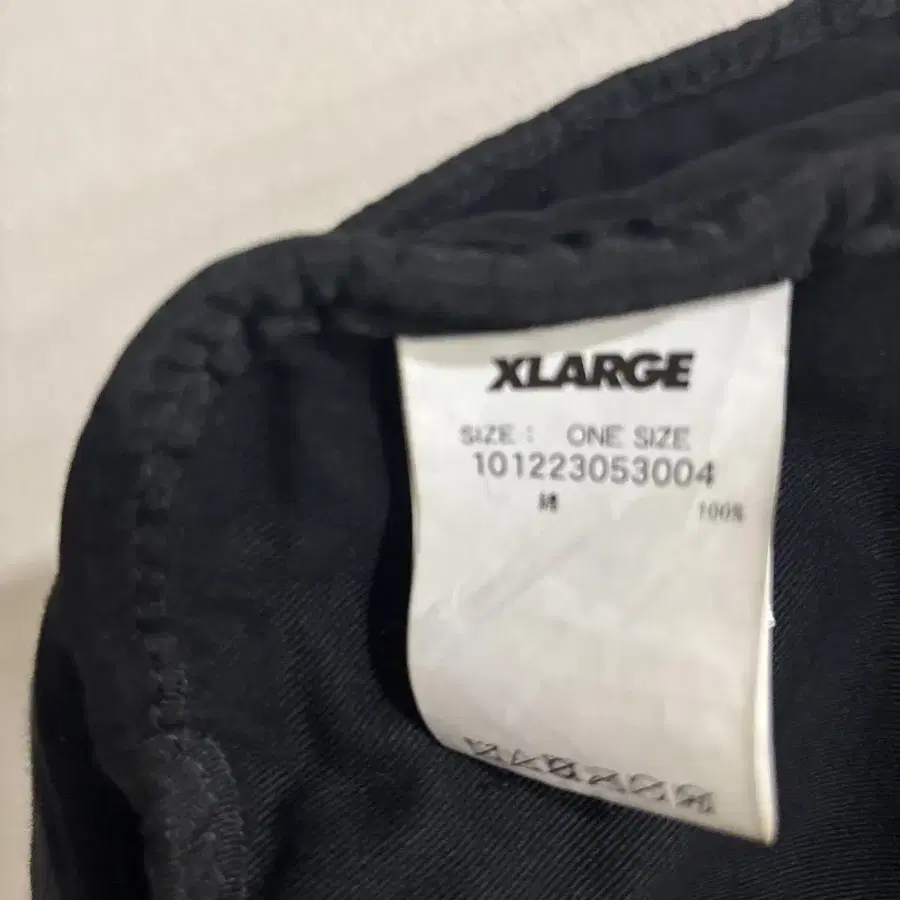 XLARGE
SIZE : ONE SIZE
101223053004
綿 100%